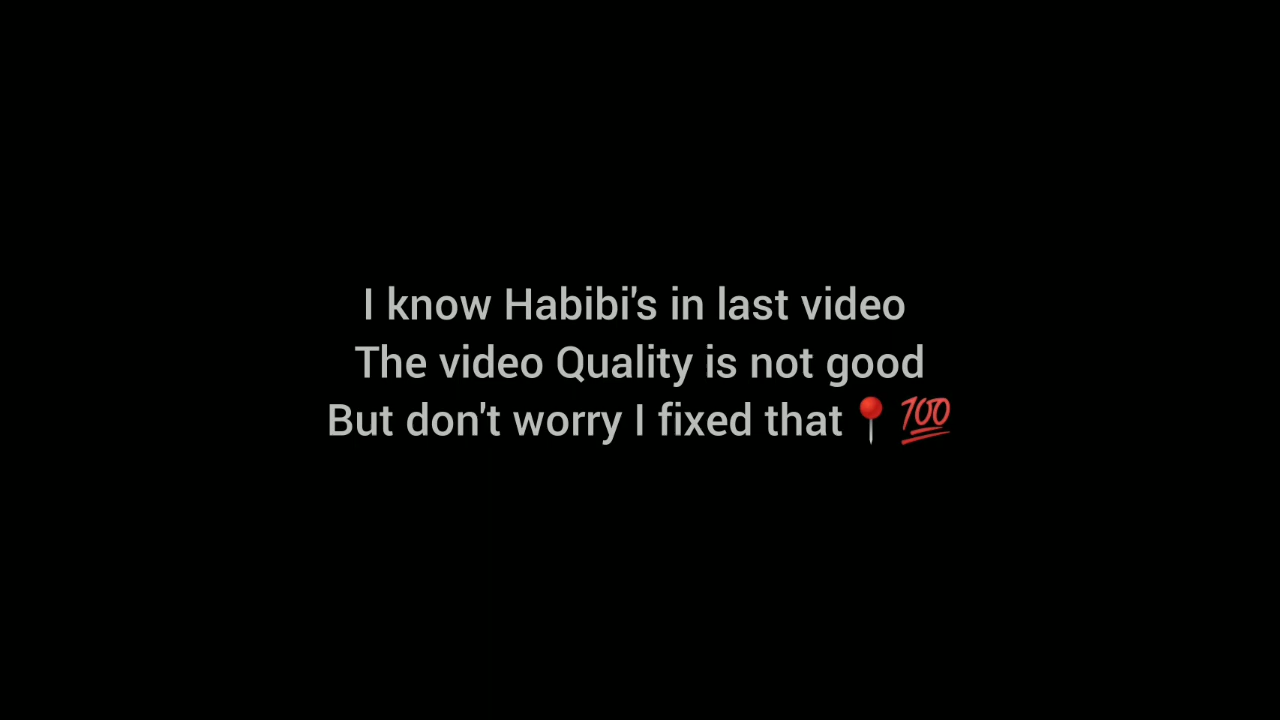 I know Habibi's in last video
The video Quality is not good
But don't worry I fixed that📍💯